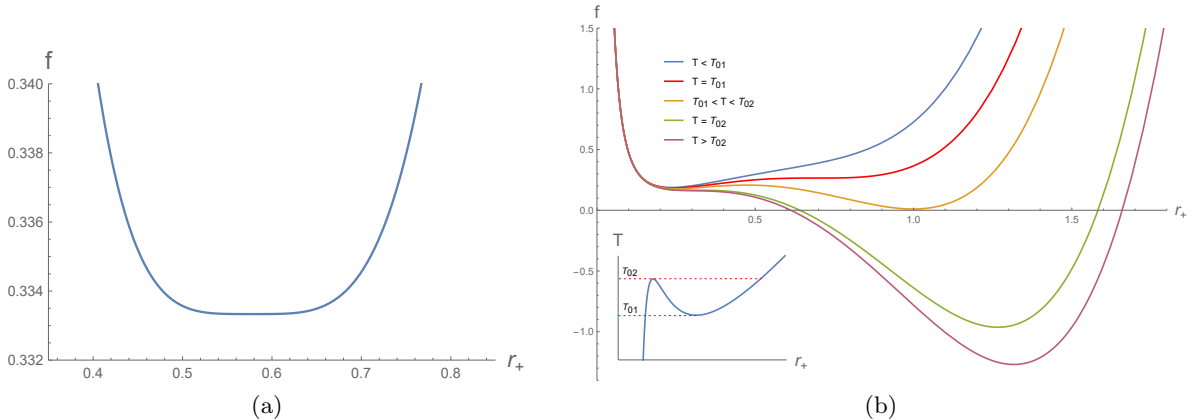 f
0.340
0.338
0.336
0.334
0.332
0.4 0.5 0.6 0.7 0.8
r+
(a)
f
1.5
1.0
0.5
0.0
-0.5
-1.0
0.5 1.0 1.5
r+
T < T01
T = T01
T01 < T < T02
T = T02
T > T02
T
T02
T01
r+
(b)